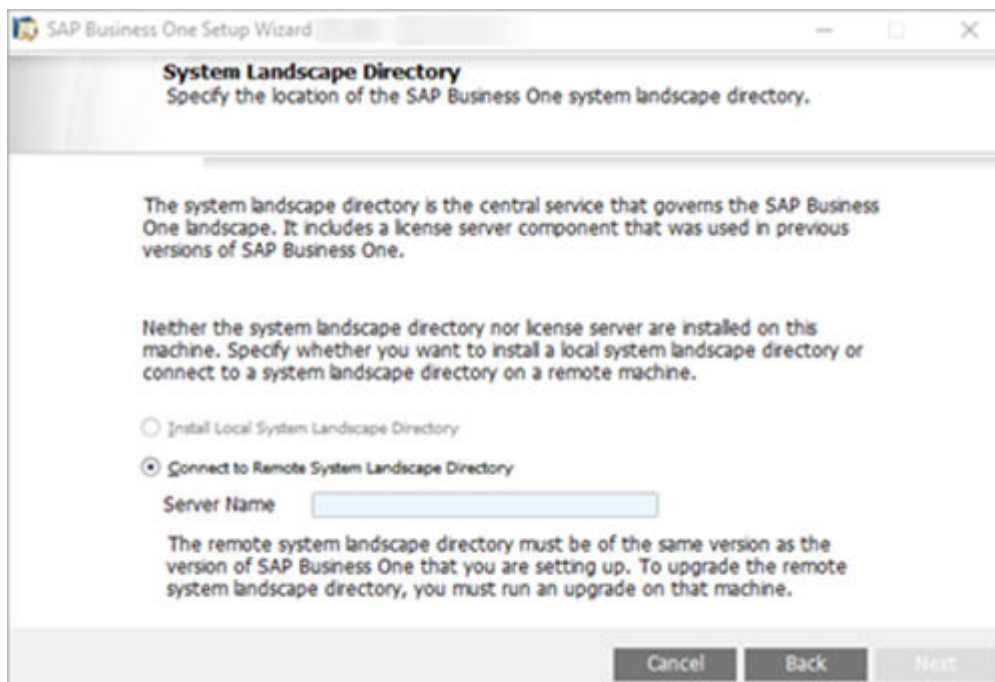 SAP Business One Setup Wizard
System Landscape Directory
Specify the location of the SAP Business One system landscape directory.
The system landscape directory is the central service that governs the SAP Business
One landscape. It includes a license server component that was used in previous
versions of SAP Business One.
Neither the system landscape directory nor license server are installed on this
machine. Specify whether you want to install a local system landscape directory or
connect to a system landscape directory on a remote machine.
Install Local System Landscape Directory
Connect to Remote System Landscape Directory
Server Name
The remote system landscape directory must be of the same version as the
version of SAP Business One that you are setting up. To upgrade the remote
system landscape directory, you must run an upgrade on that machine.
Cancel Back Next